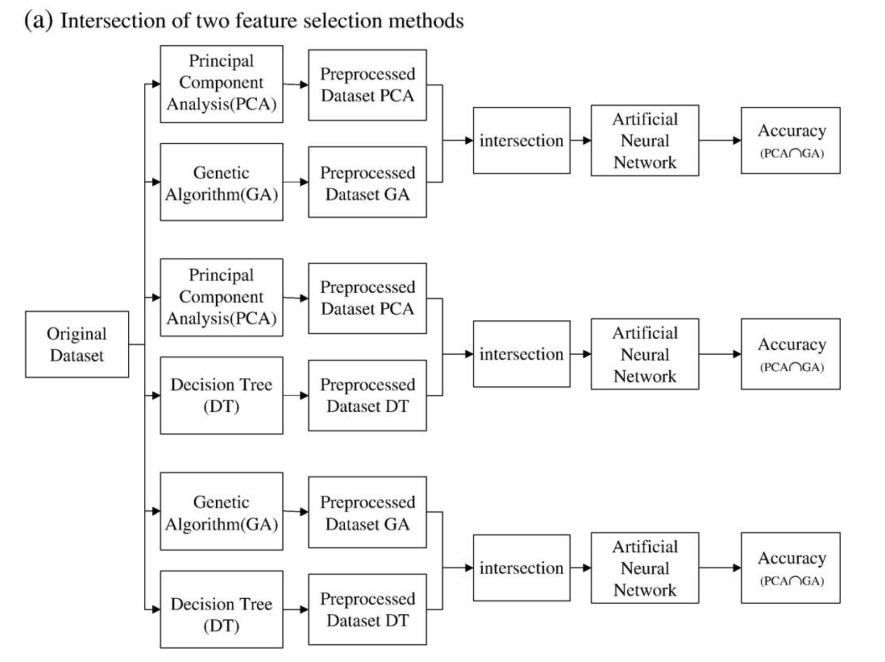 (a) Intersection of two feature selection methods
Principal
Component
Analysis(PCA)
Preprocessed
Dataset PCA
Genetic
Algorithm(GA)
Preprocessed
Dataset GA
intersection
Artificial
Neural
Network
Accuracy
(PCA∩GA)
Original
Dataset
Principal
Component
Analysis(PCA)
Preprocessed
Dataset PCA
Decision Tree
(DT)
Preprocessed
Dataset DT
intersection
Artificial
Neural
Network
Accuracy
(PCA∩GA)
Genetic
Algorithm(GA)
Preprocessed
Dataset GA
Decision Tree
(DT)
Preprocessed
Dataset DT
intersection
Artificial
Neural
Network
Accuracy
(PCA∩GA)